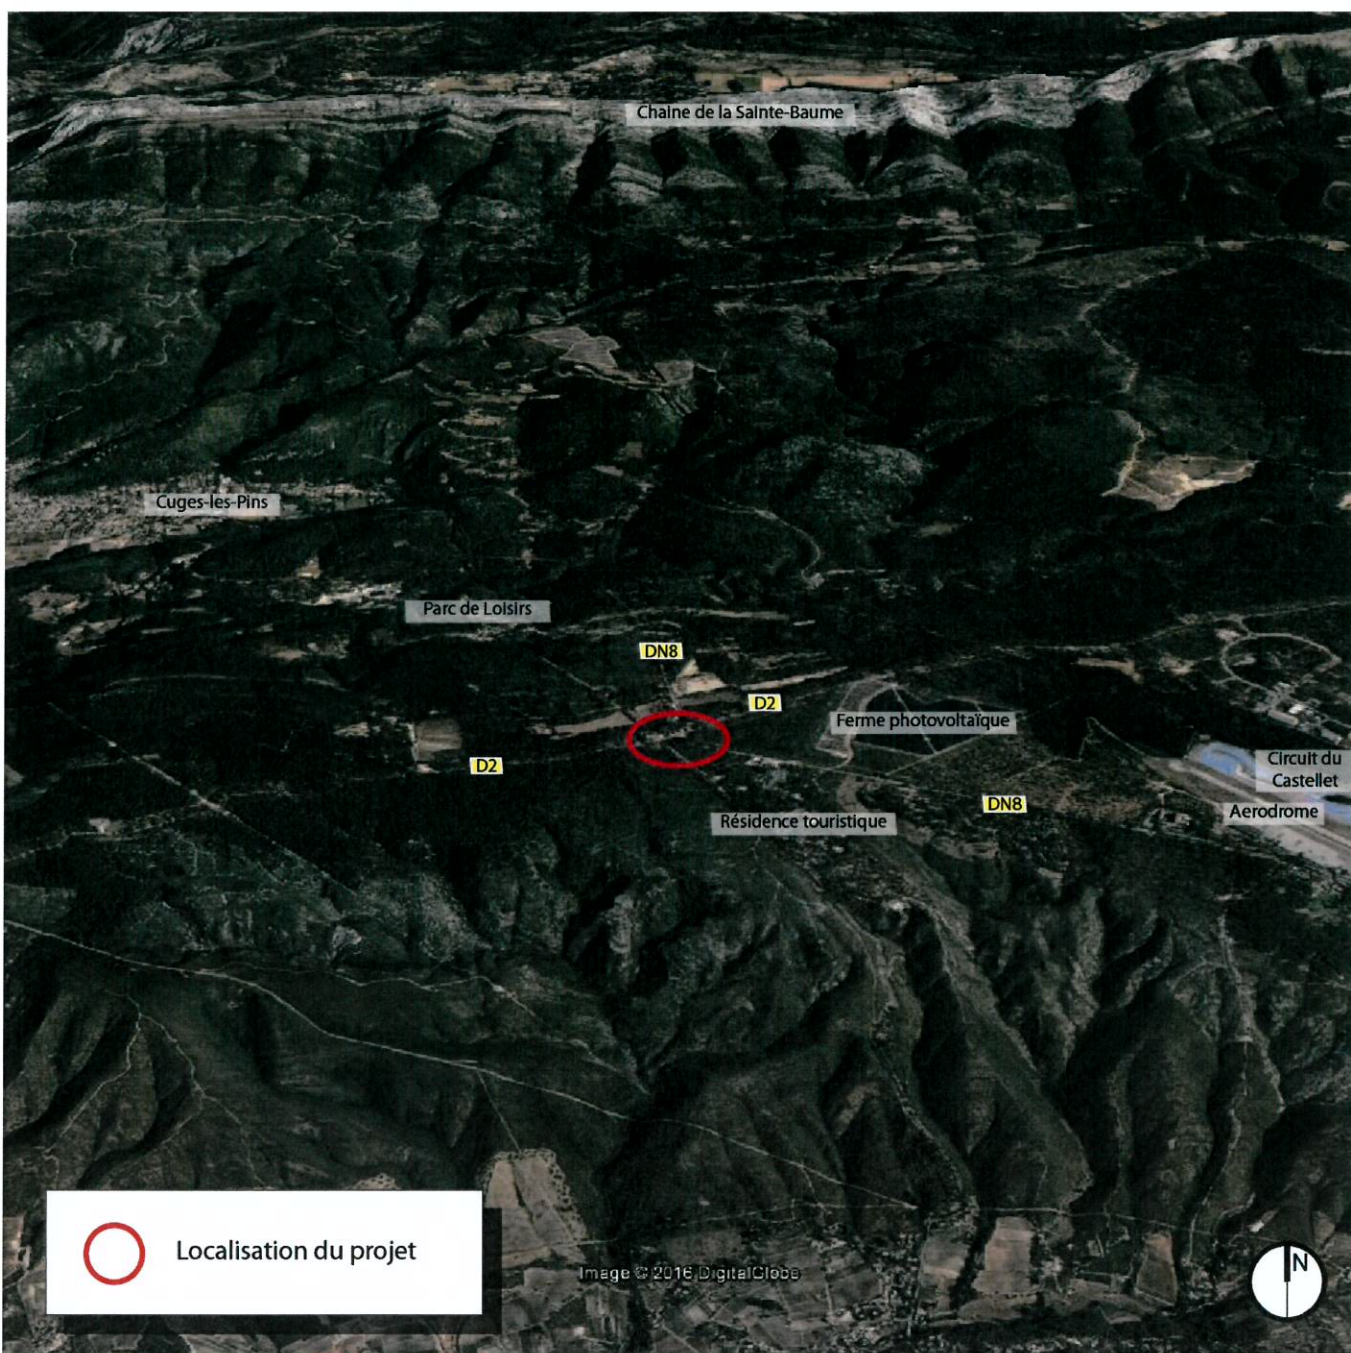 Chaine de la Sainte-Baume
Cuges-les-Pins
Parc de Loisirs
DN8
D2
Ferme photovoltaïque
D2
Circuit du
Castellet
DN8
Aerodrome
Résidence touristique
Localisation du projet
Image © 2016 DigitalGlobe
N